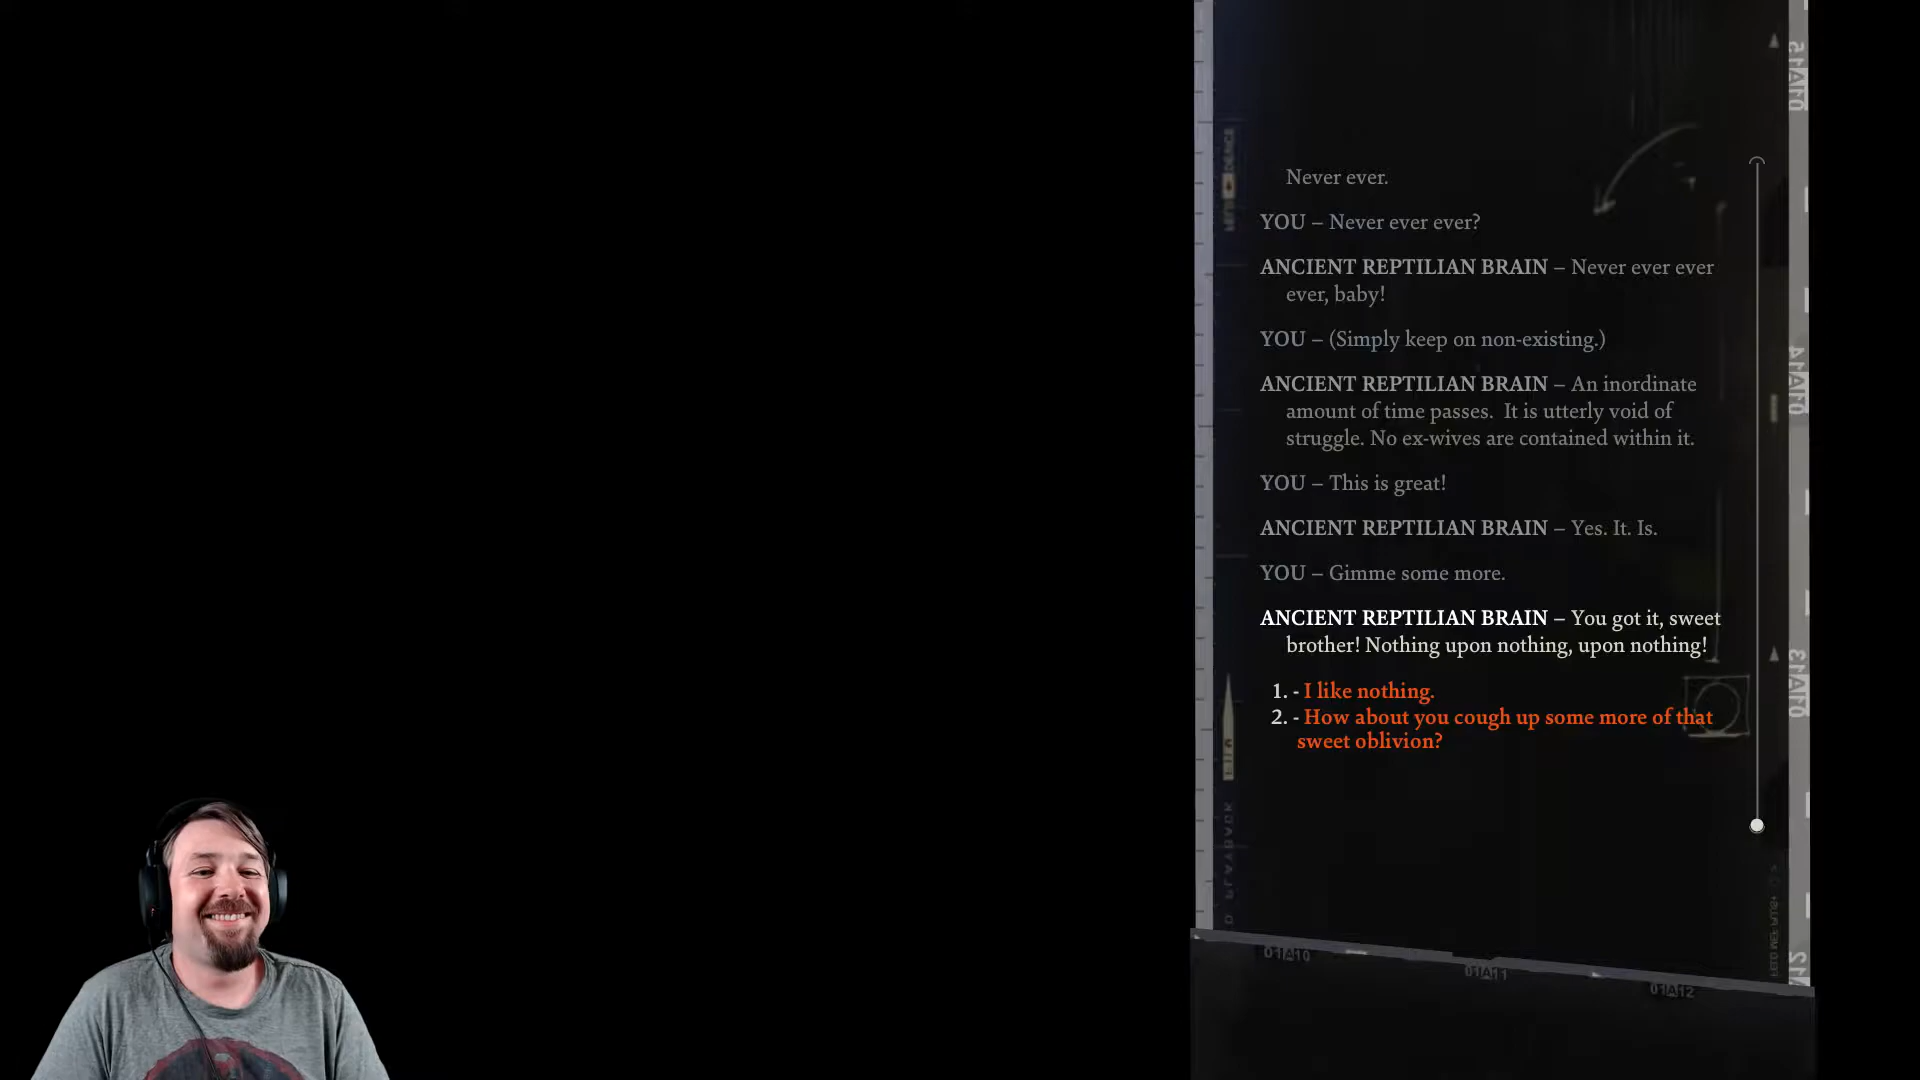 Never ever.
YOU – Never ever ever?
ANCIENT REPTILIAN BRAIN – Never ever ever
ever, baby!
YOU – (Simply keep on non-existing.)
ANCIENT REPTILIAN BRAIN – An inordinate
amount of time passes.  It is utterly void of
struggle. No ex-wives are contained within it.
YOU – This is great!
ANCIENT REPTILIAN BRAIN – Yes. It. Is.
YOU – Gimme some more.
ANCIENT REPTILIAN BRAIN – You got it, sweet
brother! Nothing upon nothing, upon nothing!
1. - I like nothing.
2. - How about you cough up some more of that
sweet oblivion?
01A10
01A11
01A12